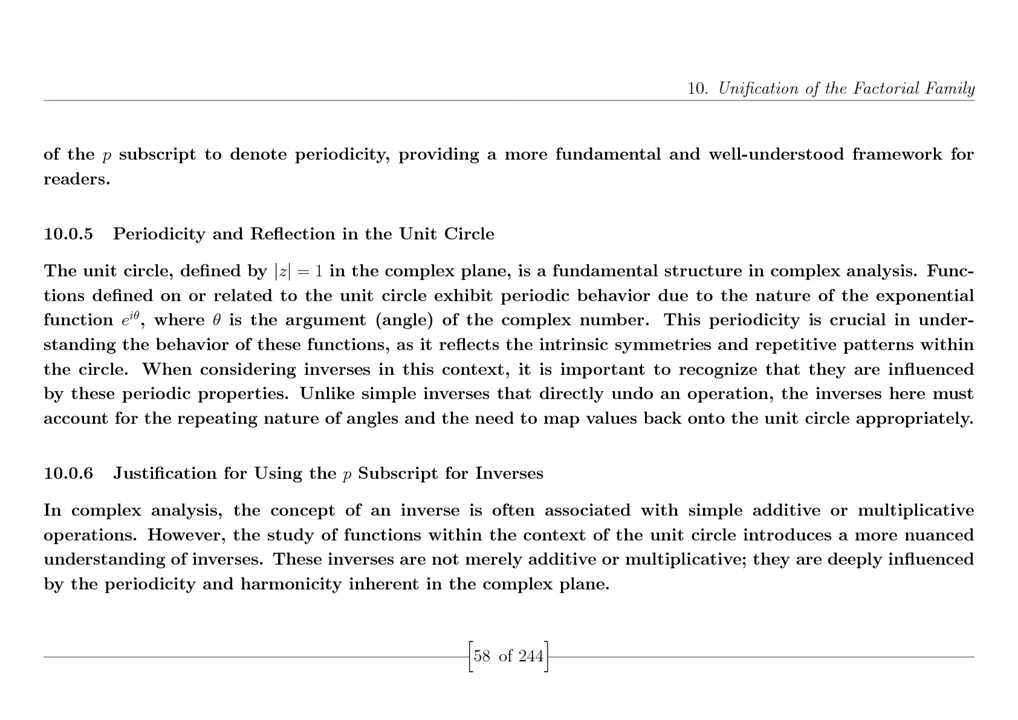 10. Unification of the Factorial Family
of the p subscript to denote periodicity, providing a more fundamental and well-understood framework for
readers.
10.0.5 Periodicity and Reflection in the Unit Circle
The unit circle, defined by |z| = 1 in the complex plane, is a fundamental structure in complex analysis. Func-
tions defined on or related to the unit circle exhibit periodic behavior due to the nature of the exponential
function e^{iθ}, where θ is the argument (angle) of the complex number. This periodicity is crucial in under-
standing the behavior of these functions, as it reflects the intrinsic symmetries and repetitive patterns within
the circle. When considering inverses in this context, it is important to recognize that they are influenced
by these periodic properties. Unlike simple inverses that directly undo an operation, the inverses here must
account for the repeating nature of angles and the need to map values back onto the unit circle appropriately.
10.0.6 Justification for Using the p Subscript for Inverses
In complex analysis, the concept of an inverse is often associated with simple additive or multiplicative
operations. However, the study of functions within the context of the unit circle introduces a more nuanced
understanding of inverses. These inverses are not merely additive or multiplicative; they are deeply influenced
by the periodicity and harmonicity inherent in the complex plane.
[58 of 244]